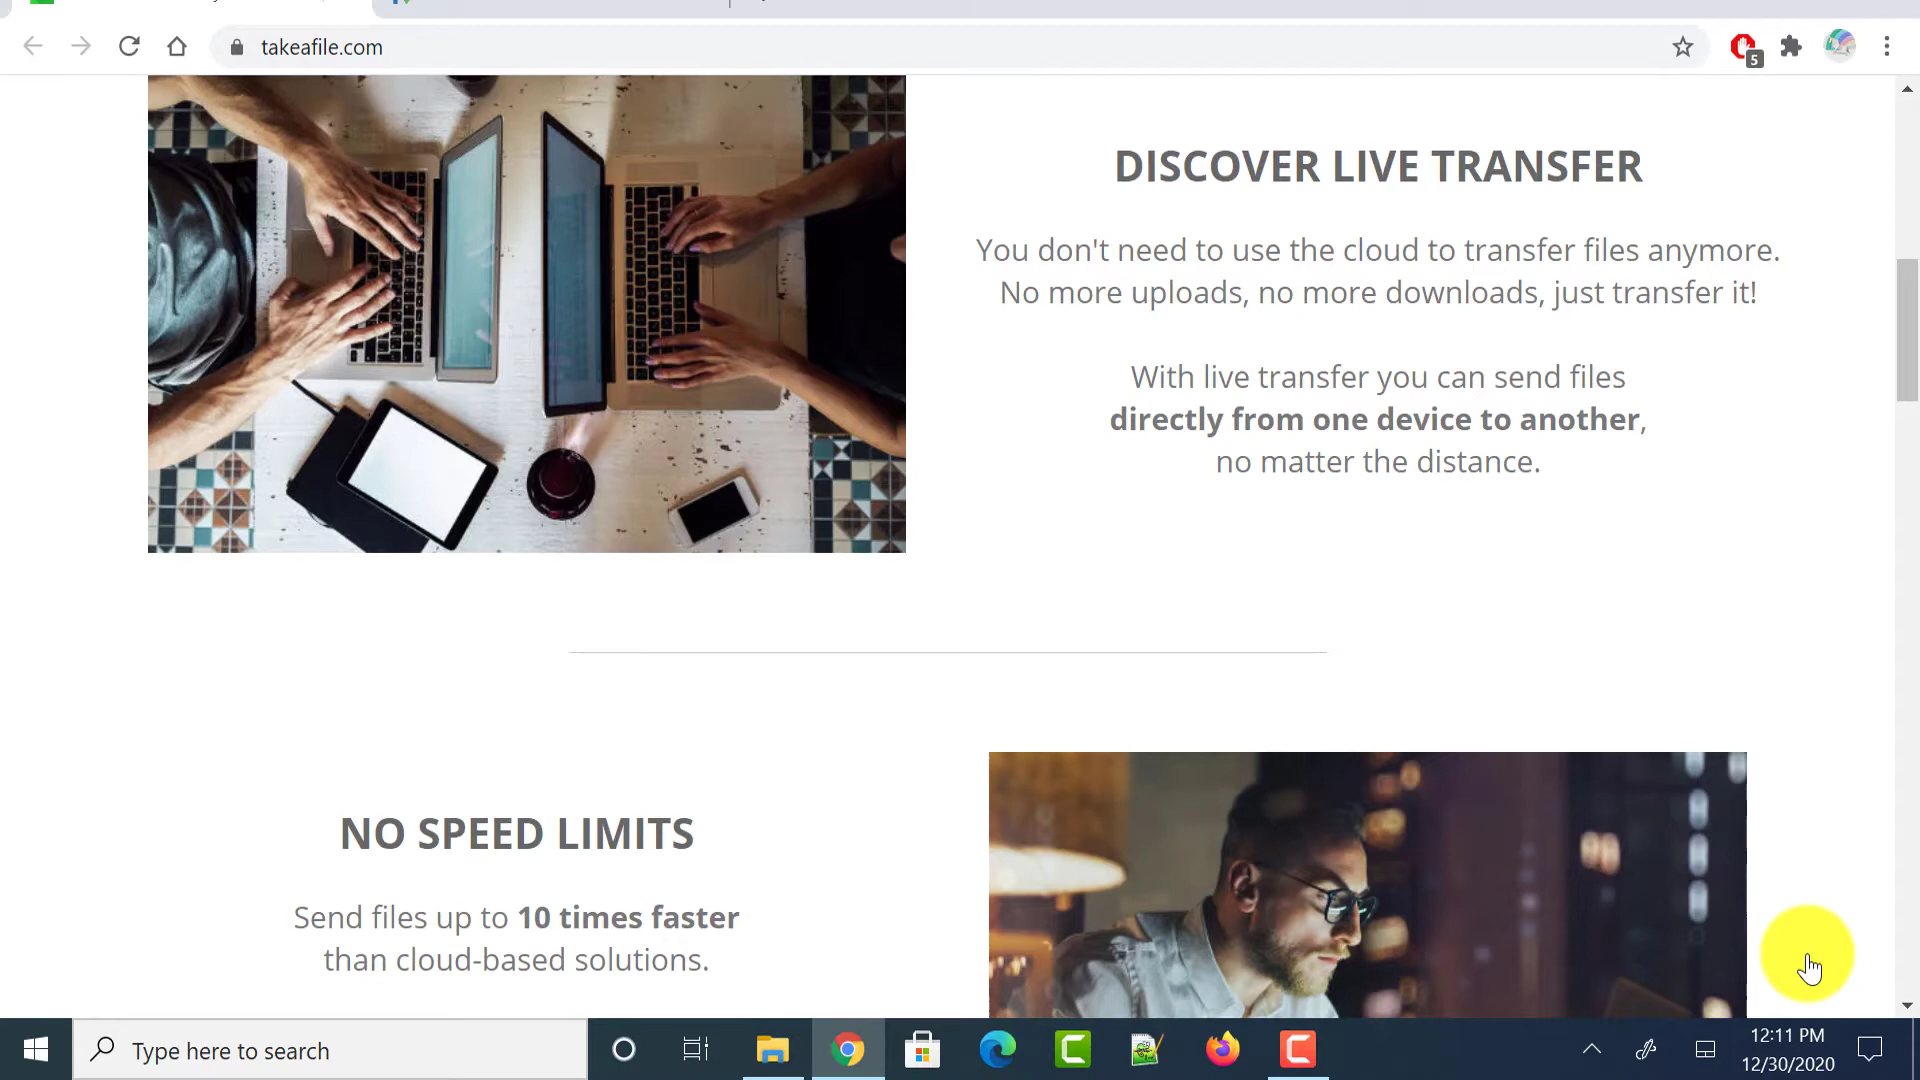 takeafile.com
5
DISCOVER LIVE TRANSFER
You don't need to use the cloud to transfer files anymore.
No more uploads, no more downloads, just transfer it!
With live transfer you can send files
directly from one device to another,
no matter the distance.
NO SPEED LIMITS
Send files up to 10 times faster
than cloud-based solutions.
Type here to search
12:11 PM
12/30/2020